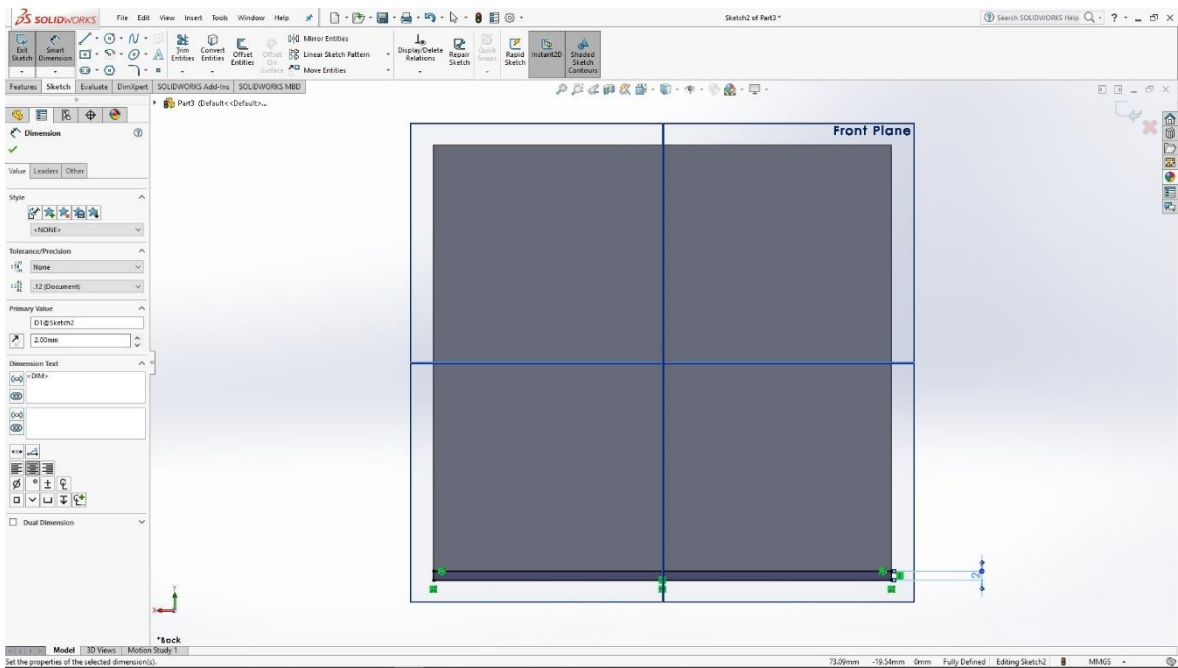 SOLIDWORKS File Edit View Insert Tools Window Help Sketch2 of Part3 * Search SOLIDWORKS Help
Exit Sketch Smart Dimension Trim Entities Convert Entities Offset Entities Offset On Surface Mirror Entities Linear Sketch Pattern Move Entities Display/Delete Relations Repair Sketch Quick Snaps Rapid Sketch Instant2D Shaded Sketch Contours
Features Sketch Evaluate DimXpert SOLIDWORKS Add-Ins SOLIDWORKS MBD
Part3 (Default<<Default>...
Dimension
Value Leaders Other
Style
<NONE>
Tolerance/Precision
None
.12 (Document)
Primary Value
D1@Sketch2
2.00mm
Dimension Text
<DIM>
Dual Dimension
Front Plane
2
Y
X
*Back
Model 3D Views Motion Study 1
Set the properties of the selected dimension(s). 73.09mm -19.54mm 0mm Fully Defined Editing Sketch2 MMGS